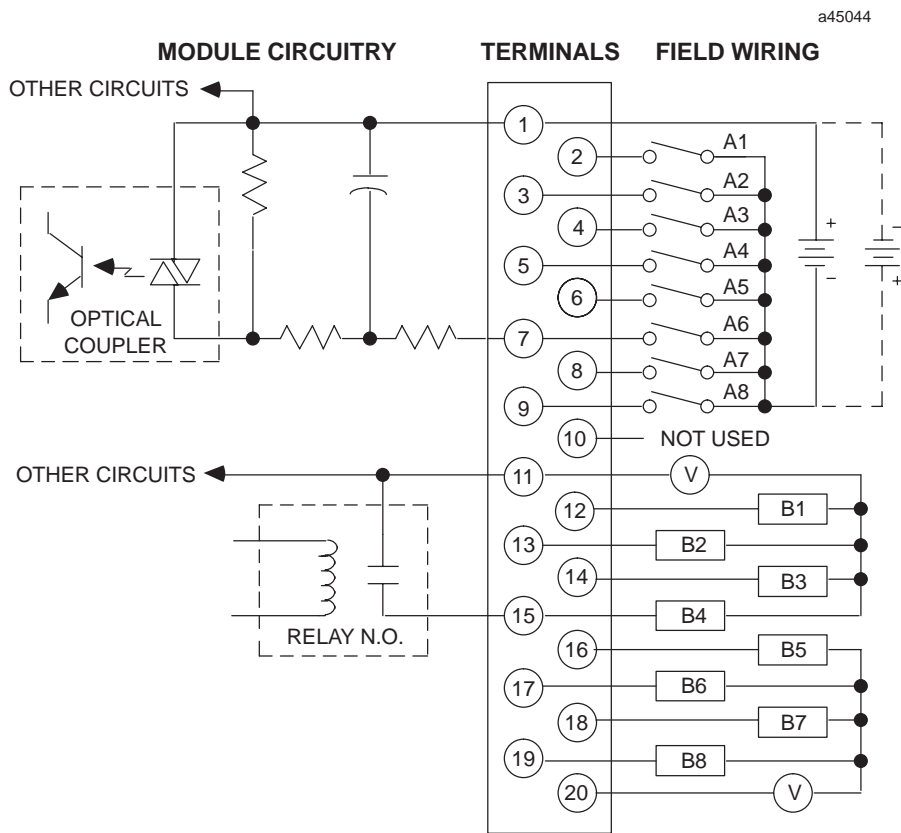 a45044
MODULE CIRCUITRY TERMINALS FIELD WIRING
OTHER CIRCUITS
1
2 A1
3 A2
4 A3
5 A4
6 A5
7 A6
8 A7
9 A8
+ − − +
OPTICAL
COUPLER
10 NOT USED
OTHER CIRCUITS 11 V
12 B1
13 B2
14 B3
15 B4
RELAY N.O.
16 B5
17 B6
18 B7
19 B8
20 V